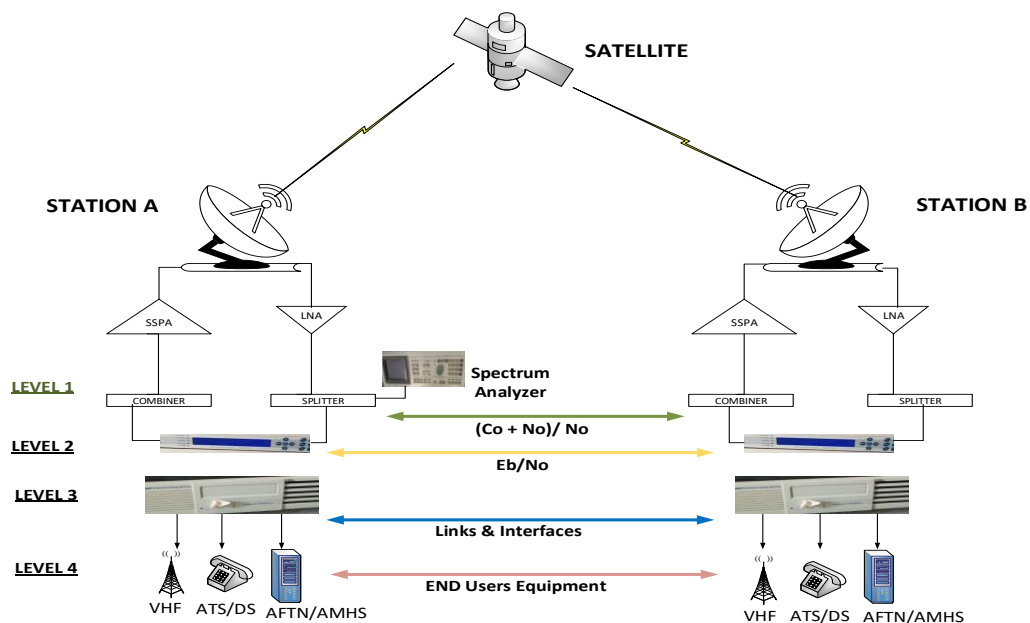 SATELLITE
STATION A
STATION B
SSPA
LNA
SSPA
LNA
LEVEL 1
COMBINER
SPLITTER
Spectrum
Analyzer
COMBINER
SPLITTER
(Co + No)/ No
LEVEL 2
Eb/No
LEVEL 3
Links & Interfaces
LEVEL 4
END Users Equipment
VHF
ATS/DS
AFTN/AMHS
VHF
ATS/DS
AFTN/AMHS